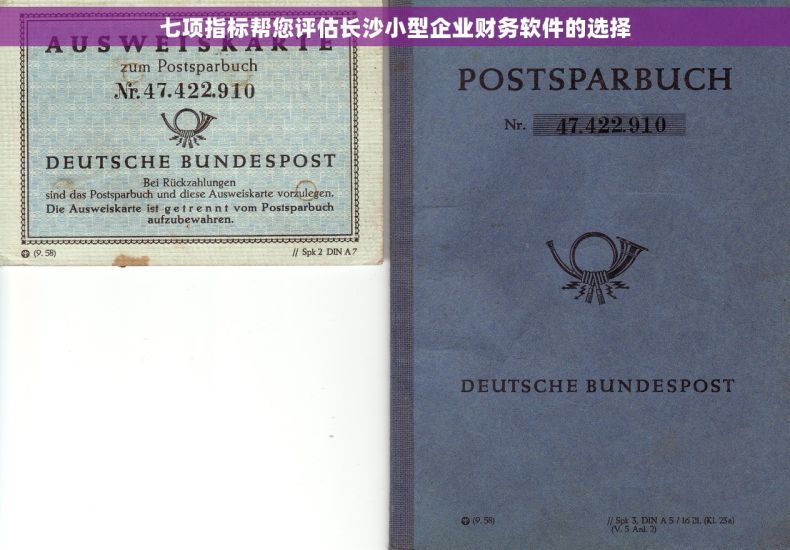 七项指标帮您评估长沙小型企业财务软件的选择
AUSWEISKARTE
zum Postsparbuch
Nr. 47.422.910
DEUTSCHE BUNDESPOST
Bei Rückzahlungen
sind das Postsparbuch und diese Ausweiskarte vorzulegen.
Die Ausweiskarte ist getrennt vom Postsparbuch
aufzubewahren.
(9. 58)
// Spk 2 DIN A 7
POSTSPARBUCH
Nr. 47.422.910
DEUTSCHE BUNDESPOST
(9. 58)
// Spk 3, DIN A 5 / 16 Bl. (Kl. 23a)
(V. 5 Anl. 2)